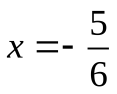 x = - 5/6